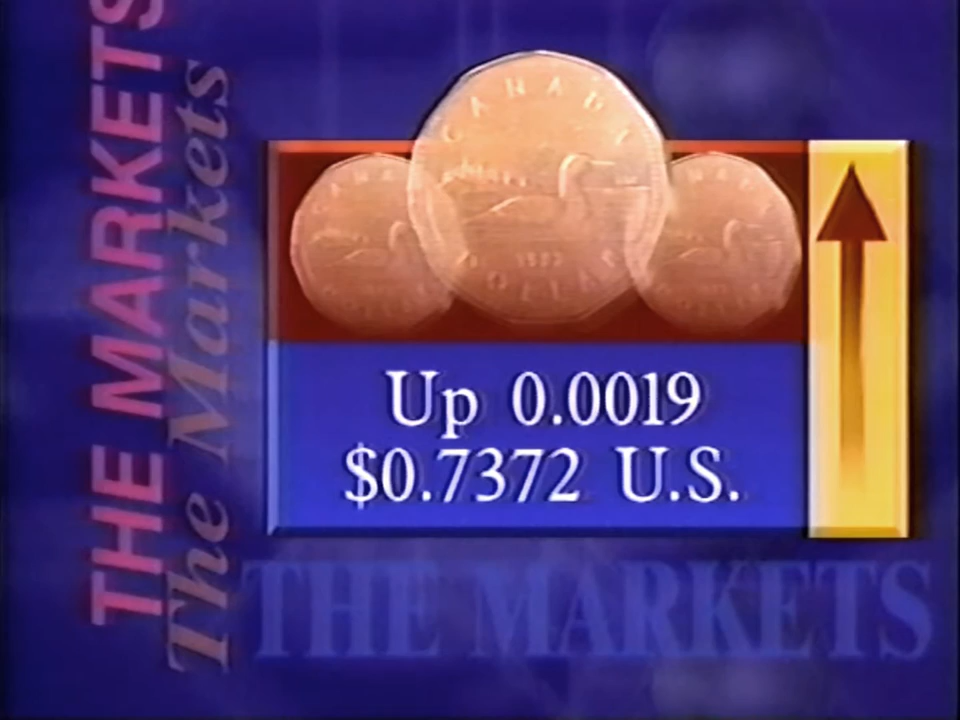 THE MARKETS
The Markets
CANADA
DOLLAR
Up 0.0019
$0.7372 U.S.
THE MARKETS